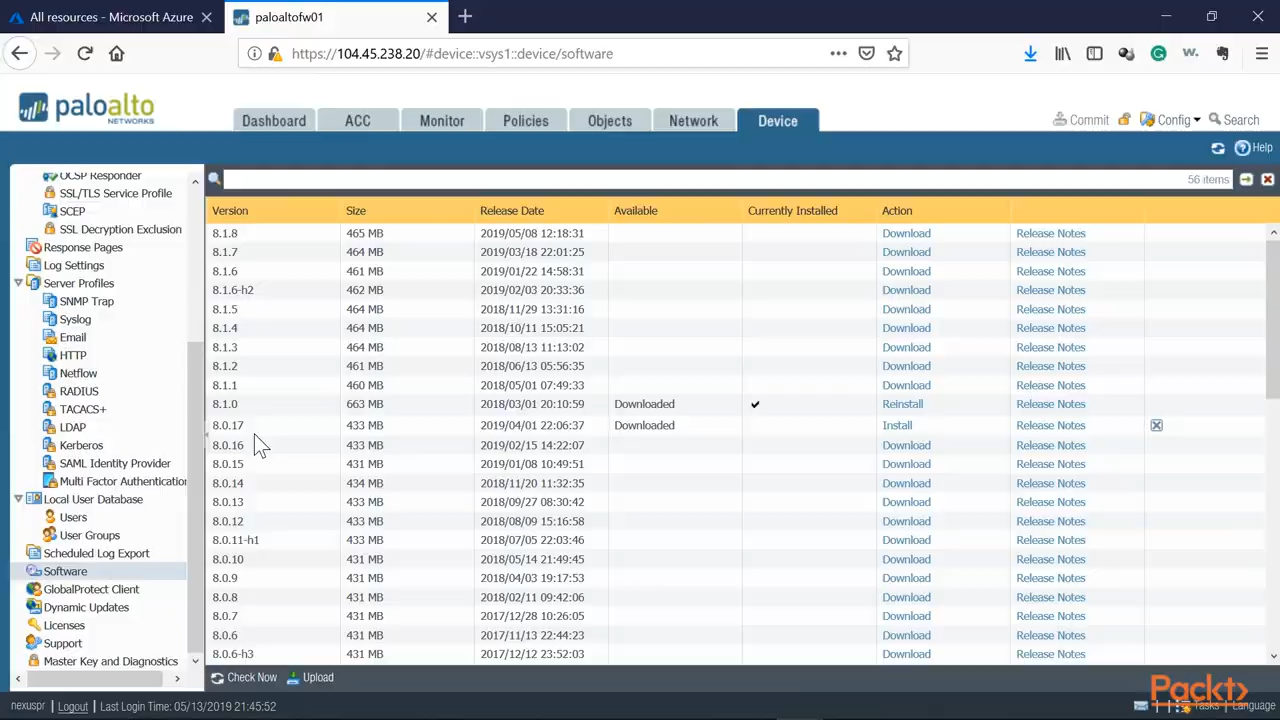 All resources - Microsoft Azure
paloaltofw01
https://104.45.238.20/#device::vsys1::device/software
paloalto
NETWORKS
Dashboard ACC Monitor Policies Objects Network Device
Commit Config Search
Help
OCSP Responder
SSL/TLS Service Profile
SCEP
SSL Decryption Exclusion
Response Pages
Log Settings
Server Profiles
SNMP Trap
Syslog
Email
HTTP
Netflow
RADIUS
TACACS+
LDAP
Kerberos
SAML Identity Provider
Multi Factor Authentication
Local User Database
Users
User Groups
Scheduled Log Export
Software
GlobalProtect Client
Dynamic Updates
Licenses
Support
Master Key and Diagnostics
56 items
Version Size Release Date Available Currently Installed Action
8.1.8 465 MB 2019/05/08 12:18:31 Download Release Notes
8.1.7 464 MB 2019/03/18 22:01:25 Download Release Notes
8.1.6 461 MB 2019/01/22 14:58:31 Download Release Notes
8.1.6-h2 462 MB 2019/02/03 20:33:36 Download Release Notes
8.1.5 464 MB 2018/11/29 13:31:16 Download Release Notes
8.1.4 464 MB 2018/10/11 15:05:21 Download Release Notes
8.1.3 464 MB 2018/08/13 11:13:02 Download Release Notes
8.1.2 461 MB 2018/06/13 05:56:35 Download Release Notes
8.1.1 460 MB 2018/05/01 07:49:33 Download Release Notes
8.1.0 663 MB 2018/03/01 20:10:59 Downloaded ✔ Reinstall Release Notes
8.0.17 433 MB 2019/04/01 22:06:37 Downloaded Install Release Notes
8.0.16 433 MB 2019/02/15 14:22:07 Download Release Notes
8.0.15 431 MB 2019/01/08 10:49:51 Download Release Notes
8.0.14 434 MB 2018/11/20 11:32:35 Download Release Notes
8.0.13 431 MB 2018/09/27 08:30:42 Download Release Notes
8.0.12 433 MB 2018/08/09 15:16:58 Download Release Notes
8.0.11-h1 433 MB 2018/07/05 22:03:46 Download Release Notes
8.0.10 431 MB 2018/05/14 21:49:45 Download Release Notes
8.0.9 431 MB 2018/04/03 19:17:53 Download Release Notes
8.0.8 431 MB 2018/02/11 09:42:06 Download Release Notes
8.0.7 431 MB 2017/12/28 10:26:05 Download Release Notes
8.0.6 431 MB 2017/11/13 22:44:23 Download Release Notes
8.0.6-h3 431 MB 2017/12/12 23:52:03 Download Release Notes
Check Now Upload
Packt
nexuspr Logout Last Login Time: 05/13/2019 21:45:52 Tasks Language